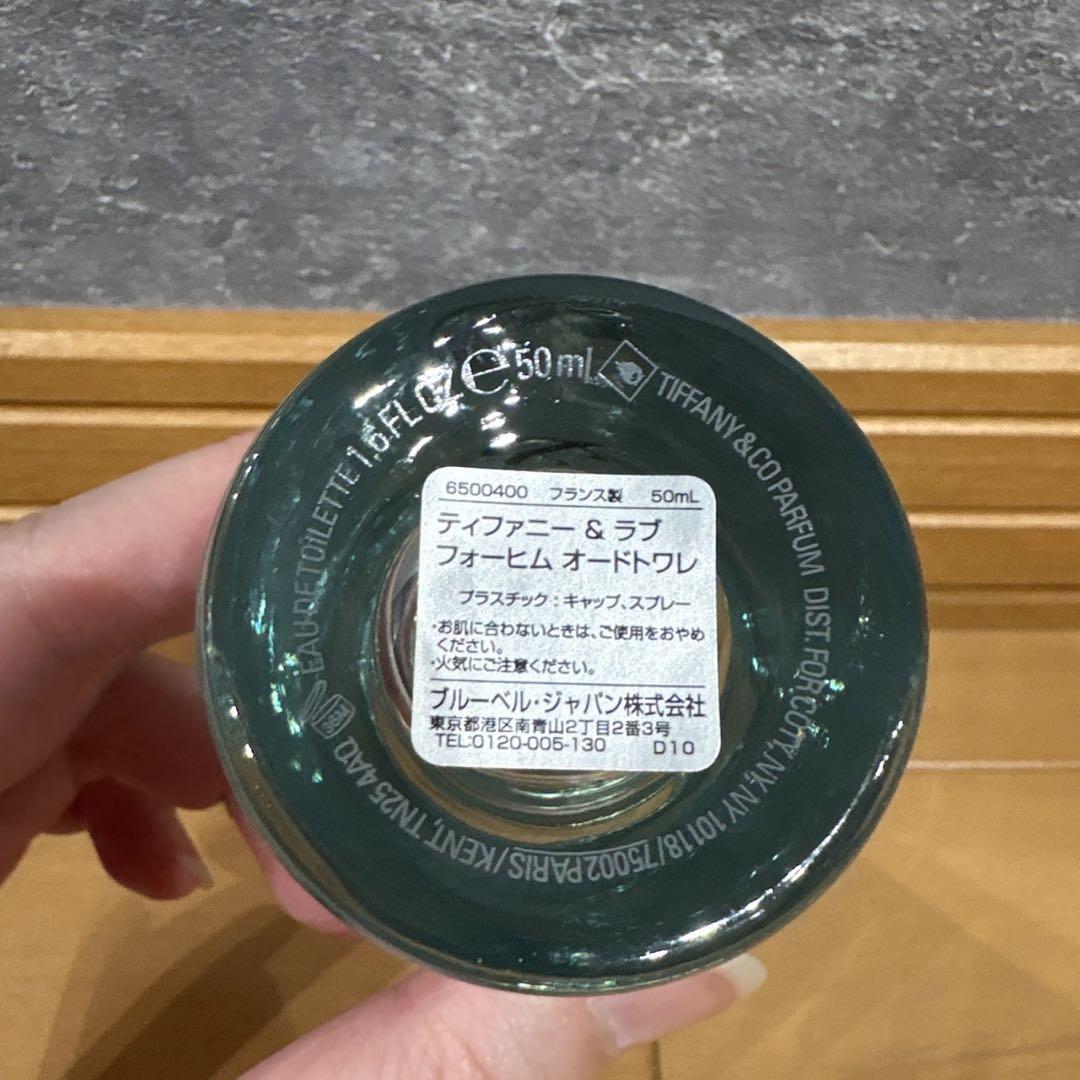 EAU DE TOILETTE 1.6 FL OZ e 50 mL
TIFFANY & CO PARFUM DIST. FOR COTY, NY, NY 10118/75002 PARIS/KENT, TN25 4AQ
6500400 フランス製 50mL
ティファニー & ラブ
フォーヒム オードトワレ
プラスチック:キャップ、スプレー
・お肌に合わないときは、ご使用をおやめ
ください。
・火気にご注意ください。
ブルーベル・ジャパン株式会社
東京都港区南青山2丁目2番3号
TEL:0120-005-130 D10